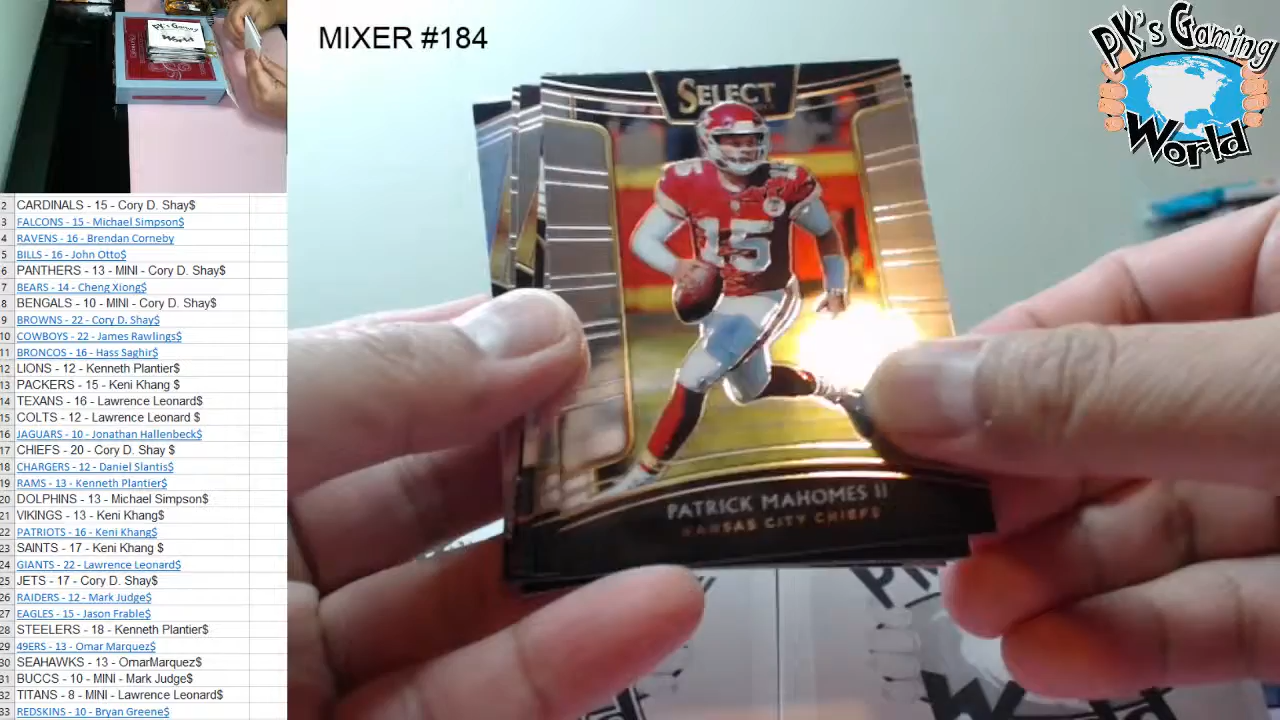 MIXER #184
PK's Gaming
World
PK's Gaming
World
SELECT
15
15
PATRICK MAHOMES II
KANSAS CITY CHIEFS
2 CARDINALS - 15 - Cory D. Shay$
3 FALCONS - 15 - Michael Simpson$
4 RAVENS - 16 - Brendan Corneby
5 BILLS - 16 - John Otto$
6 PANTHERS - 13 - MINI - Cory D. Shay$
7 BEARS - 14 - Cheng Xiong$
8 BENGALS - 10 - MINI - Cory D. Shay$
9 BROWNS - 22 - Cory D. Shay$
10 COWBOYS - 22 - James Rawlings$
11 BRONCOS - 16 - Hass Saghir$
12 LIONS - 12 - Kenneth Plantier$
13 PACKERS - 15 - Keni Khang $
14 TEXANS - 16 - Lawrence Leonard$
15 COLTS - 12 - Lawrence Leonard $
16 JAGUARS - 10 - Jonathan Hallenbeck$
17 CHIEFS - 20 - Cory D. Shay $
18 CHARGERS - 12 - Daniel Slantis$
19 RAMS - 13 - Kenneth Plantier$
20 DOLPHINS - 13 - Michael Simpson$
21 VIKINGS - 13 - Keni Khang$
22 PATRIOTS - 16 - Keni Khang$
23 SAINTS - 17 - Keni Khang $
24 GIANTS - 22 - Lawrence Leonard$
25 JETS - 17 - Cory D. Shay$
26 RAIDERS - 12 - Mark Judge$
27 EAGLES - 15 - Jason Frable$
28 STEELERS - 18 - Kenneth Plantier$
29 49ERS - 13 - Omar Marquez$
30 SEAHAWKS - 13 - OmarMarquez$
31 BUCCS - 10 - MINI - Mark Judge$
32 TITANS - 8 - MINI - Lawrence Leonard$
33 REDSKINS - 10 - Bryan Greene$